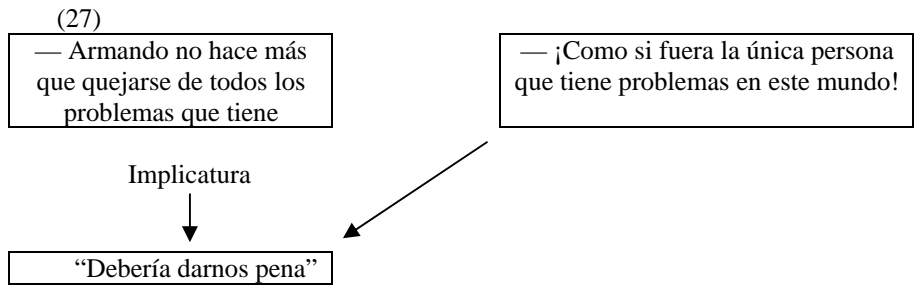 (27)
— Armando no hace más
que quejarse de todos los
problemas que tiene
— ¡Como si fuera la única persona
que tiene problemas en este mundo!
Implicatura
“Debería darnos pena”